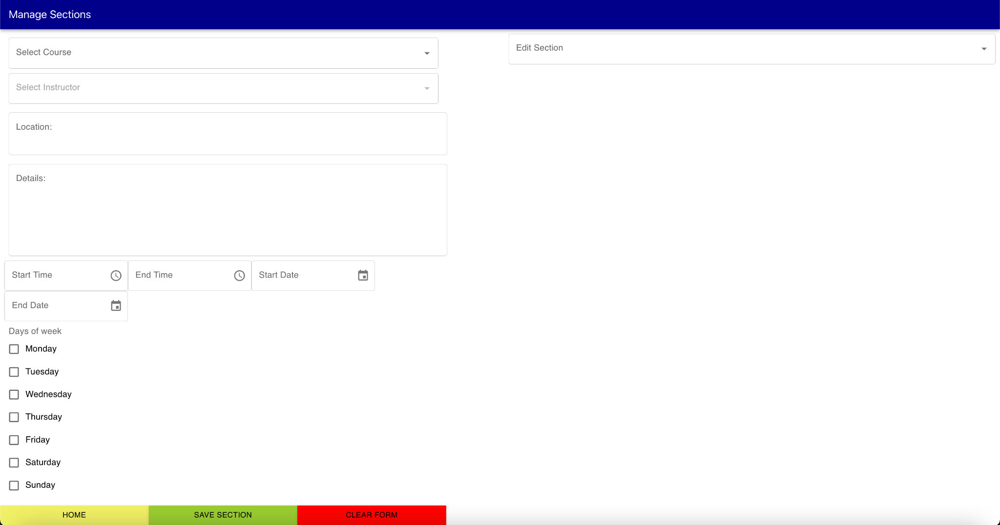 Manage Sections
Select Course
Edit Section
Select Instructor
Location:
Details:
Start Time
End Time
Start Date
End Date
Days of week
Monday
Tuesday
Wednesday
Thursday
Friday
Saturday
Sunday
HOME
SAVE SECTION
CLEAR FORM